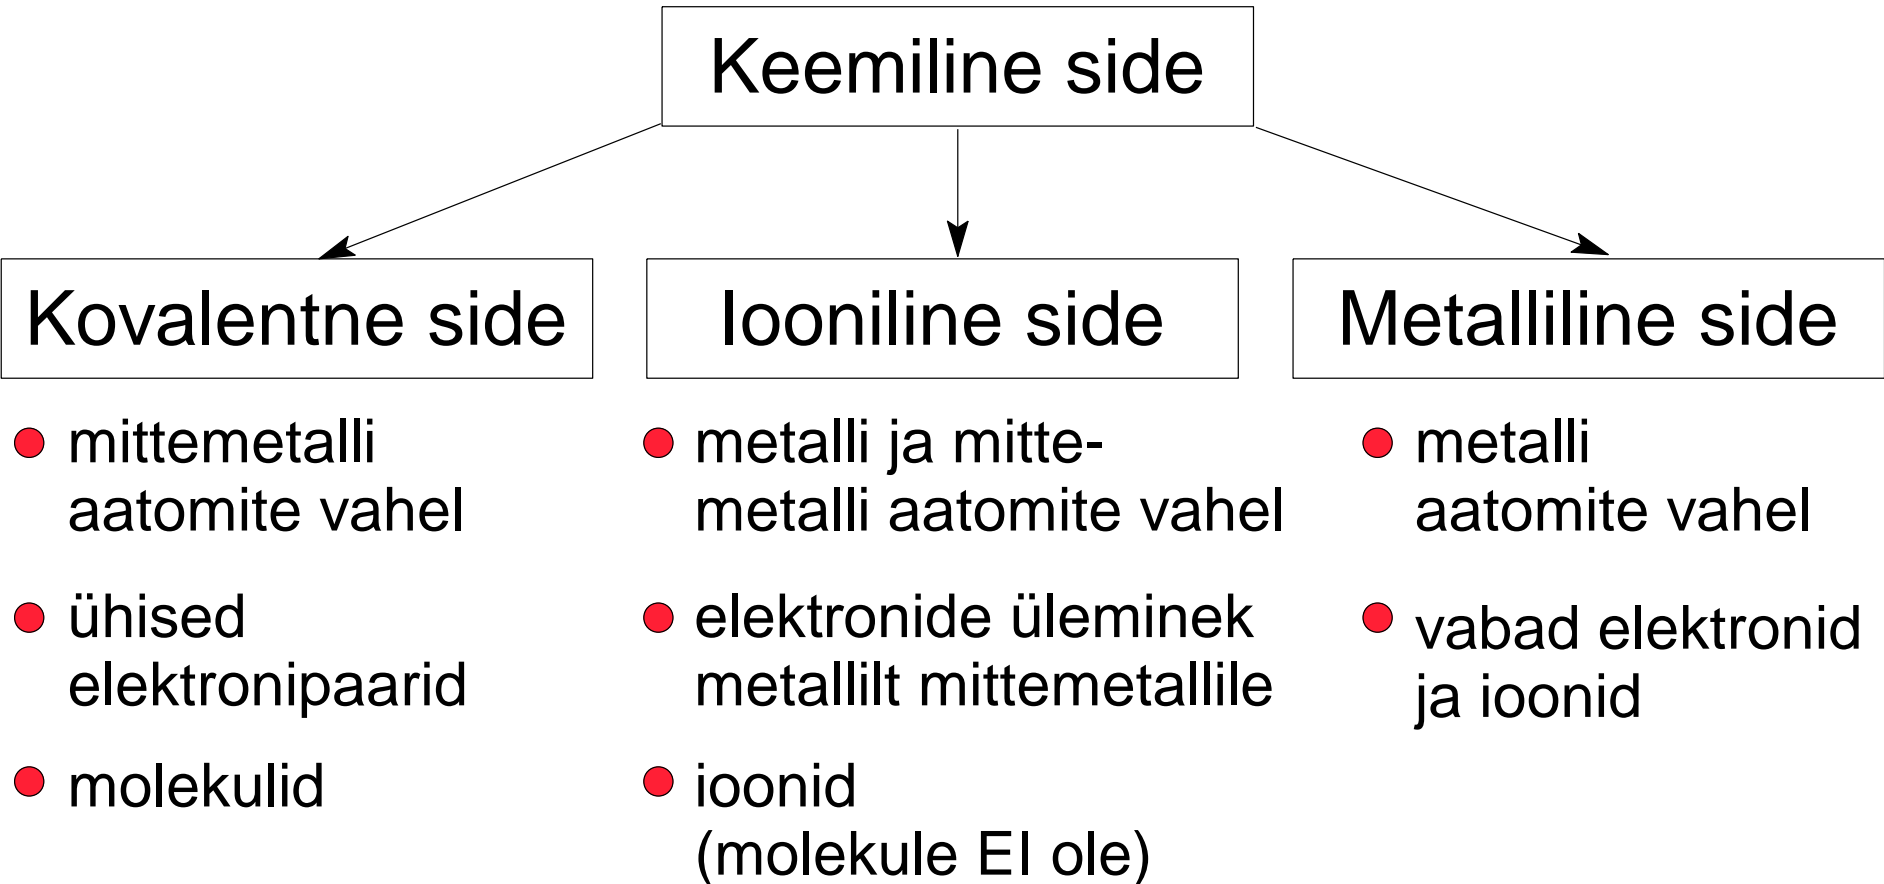 Keemiline side
Kovalentne side
Iooniline side
Metalliline side
mittemetalli
aatomite vahel
ühised
elektronipaarid
molekulid
metalli ja mitte-
metalli aatomite vahel
elektronide üleminek
metallilt mittemetallile
ioonid
(molekule EI ole)
metalli
aatomite vahel
vabad elektronid
ja ioonid